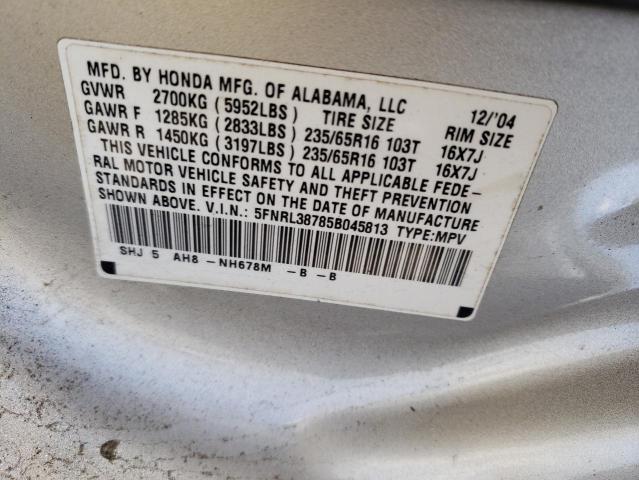 MFD. BY HONDA MFG. OF ALABAMA, LLC 12/'04
GVWR 2700KG (5952LBS) TIRE SIZE RIM SIZE
GAWR F 1285KG (2833LBS) 235/65R16 103T 16X7J
GAWR R 1450KG (3197LBS) 235/65R16 103T 16X7J
THIS VEHICLE CONFORMS TO ALL APPLICABLE FEDE-
RAL MOTOR VEHICLE SAFETY AND THEFT PREVENTION
STANDARDS IN EFFECT ON THE DATE OF MANUFACTURE
SHOWN ABOVE. V.I.N.: 5FNRL38785B045813 TYPE:MPV
SHJ 5 AH8 - NH678M - B - B